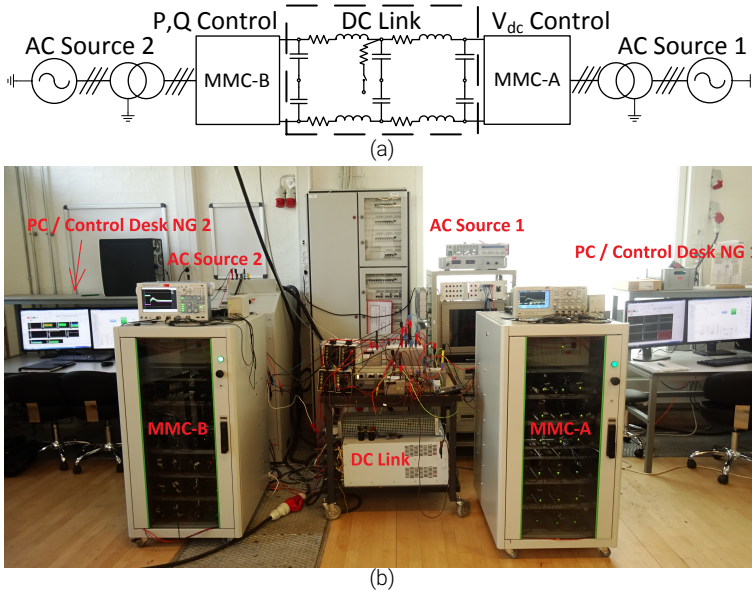 P,Q Control
DC Link
Vdc Control
AC Source 2
AC Source 1
MMC-B
MMC-A
(a)
PC / Control Desk NG 2
AC Source 2
AC Source 1
PC / Control Desk NG
MMC-B
MMC-A
DC Link
(b)